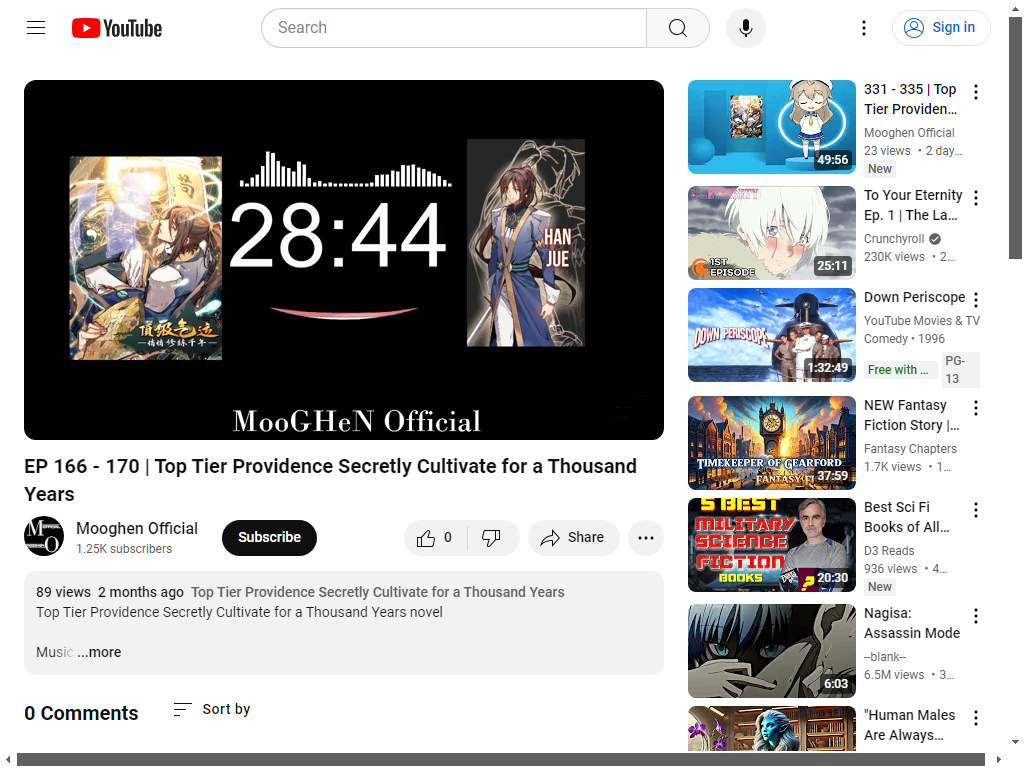 YouTube
Search
Sign in
28:44
HAN
JUE
頂級气运
悄悄修练千年
MooGHeN Official
EP 166 - 170 | Top Tier Providence Secretly Cultivate for a Thousand
Years
Mooghen Official
1.25K subscribers
Subscribe
0
Share
89 views 2 months ago Top Tier Providence Secretly Cultivate for a Thousand Years
Top Tier Providence Secretly Cultivate for a Thousand Years novel
Music ...more
0 Comments
Sort by
49:56
331 - 335 | Top
Tier Providen...
Mooghen Official
23 views • 2 day...
New
1ST
EPISODE
25:11
To Your Eternity
Ep. 1 | The La...
Crunchyroll
230K views • 2...
DOWN PERISCOPE
1:32:49
Down Periscope
YouTube Movies & TV
Comedy • 1996
Free with ...
PG-
13
TIMEKEEPER OF GEARFORD
37:59
NEW Fantasy
Fiction Story |...
Fantasy Chapters
1.7K views • 1...
5 BEST
MILITARY
SCIENCE
FICTION
BOOKS
?
20:30
Best Sci Fi
Books of All...
D3 Reads
936 views • 4...
New
6:03
Nagisa:
Assassin Mode
--blank--
6.5M views • 3...
"Human Males
Are Always...